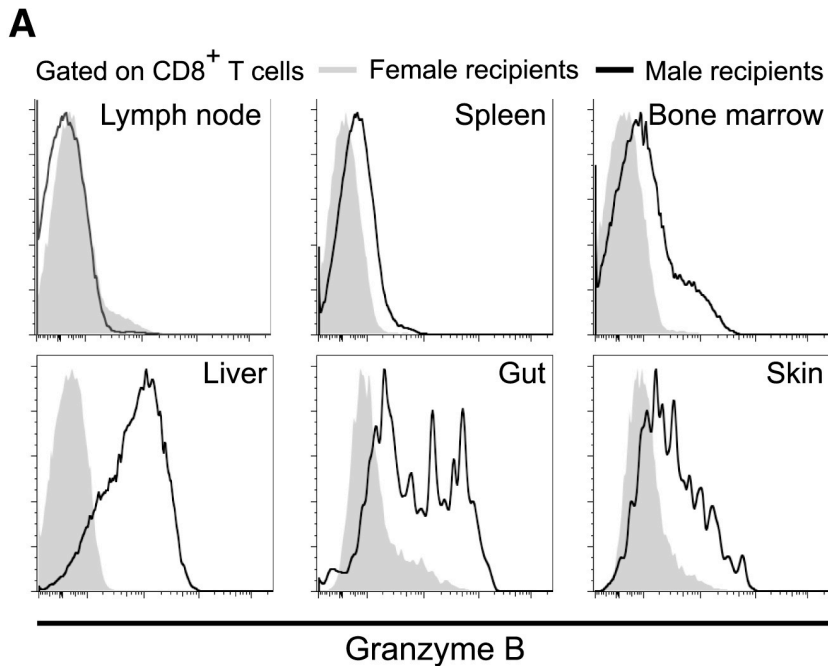 A
Gated on CD8+ T cells Female recipients Male recipients
Lymph node Spleen Bone marrow
Liver Gut Skin
Granzyme B